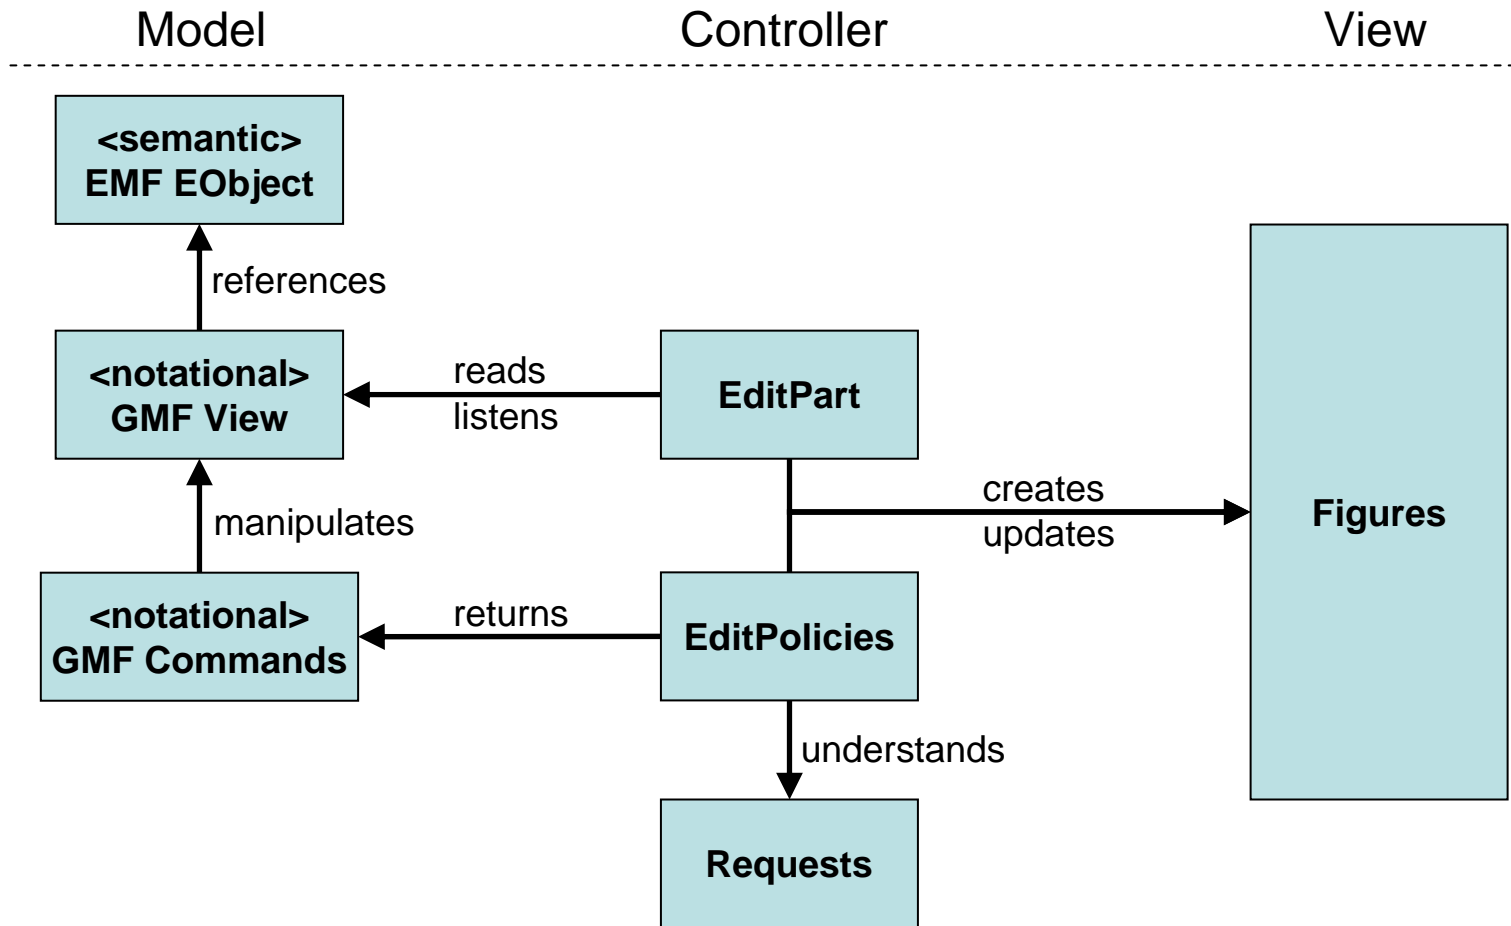 Model
Controller
View
<semantic>
EMF EObject
references
<notational>
GMF View
reads
listens
EditPart
creates
updates
Figures
manipulates
<notational>
GMF Commands
returns
EditPolicies
understands
Requests